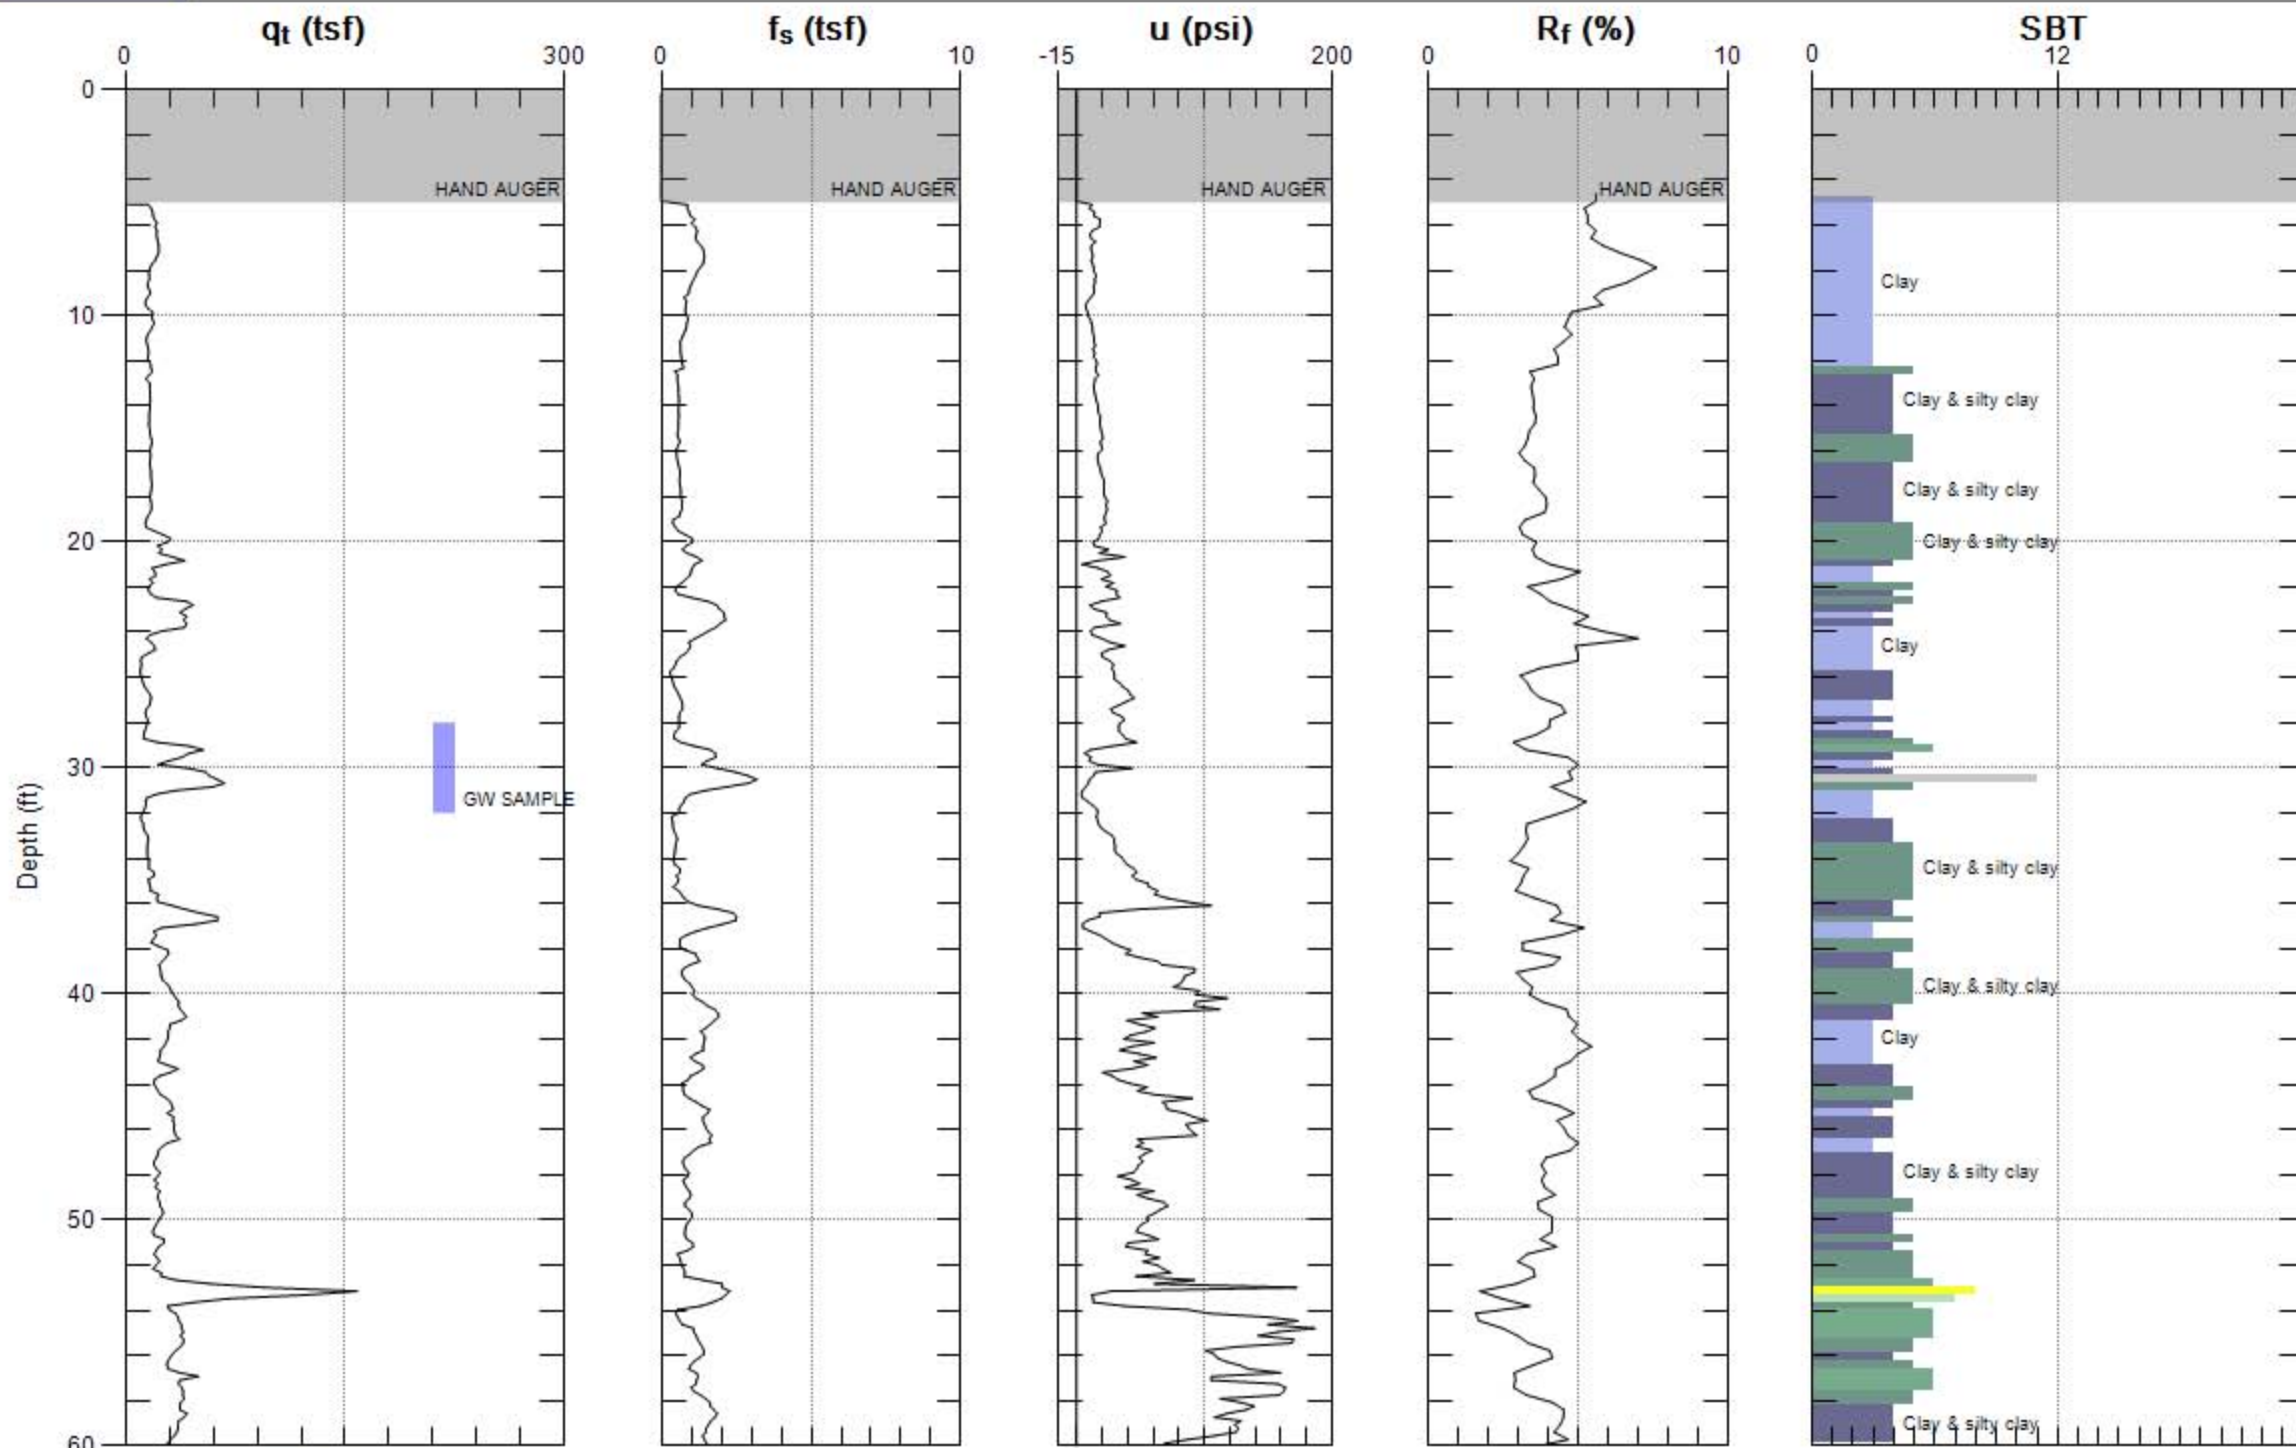 qt (tsf) fs (tsf) u (psi) Rf (%) SBT
0 300 0 10 -15 200 0 10 0 12
0
HAND AUGER HAND AUGER HAND AUGER HAND AUGER
Clay
10
Clay & silty clay
Clay & silty clay
20 Clay & silty clay
Clay
30
GW SAMPLE
Depth (ft)
Clay & silty clay
Clay & silty clay
40
Clay
Clay & silty clay
50
Clay & silty clay
60